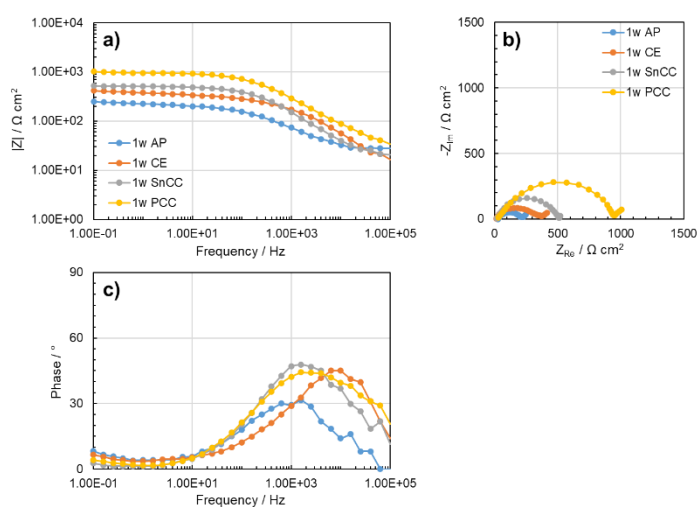 a)
|Z| / Ω cm²
1.00E+04
1.00E+03
1.00E+02
1.00E+01
1.00E+00
1w AP
1w CE
1w SnCC
1w PCC
1.00E-01 1.00E+01 1.00E+03 1.00E+05
Frequency / Hz
b)
-Z_Im / Ω cm²
1500
1000
500
0
1w AP
1w CE
1w SnCC
1w PCC
0 500 1000 1500
Z_Re / Ω cm²
c)
Phase / °
90
60
30
0
1.00E-01 1.00E+01 1.00E+03 1.00E+05
Frequency / Hz